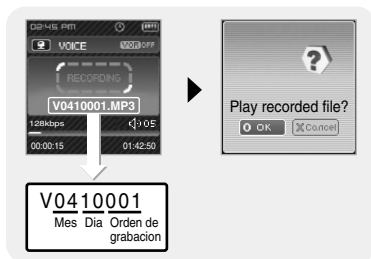 02:45 PM
VOICE VOR OFF
RECORDING
V0410001.MP3
128kbps 05
00:00:15 01:42:50
V0410001
Mes Dia Orden de
grabacion
Play recorded file?
OK Cancel